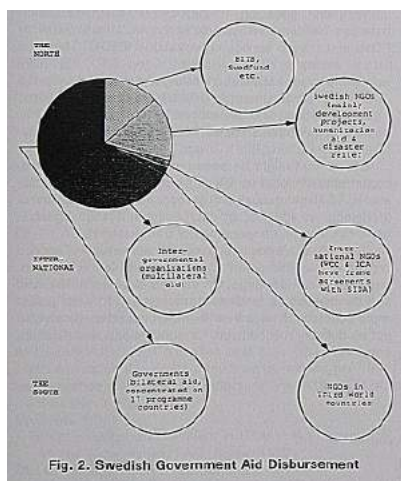 THE
NORTH
BITS,
Swedfund
etc.
Swedish NGOs
(mainly
development
projects,
humanitarian
aid &
disaster
relief)
INTER-
NATIONAL
Inter-
governmental
organizations
(multilateral
aid)
Inter-
national NGOs
(WCC & ICA
have frame
agreements
with SIDA)
THE
SOUTH
Governments
(bilateral aid,
concentrated on
17 programme
countries)
NGOs in
Third World
Countries
Fig. 2. Swedish Government Aid Disbursement